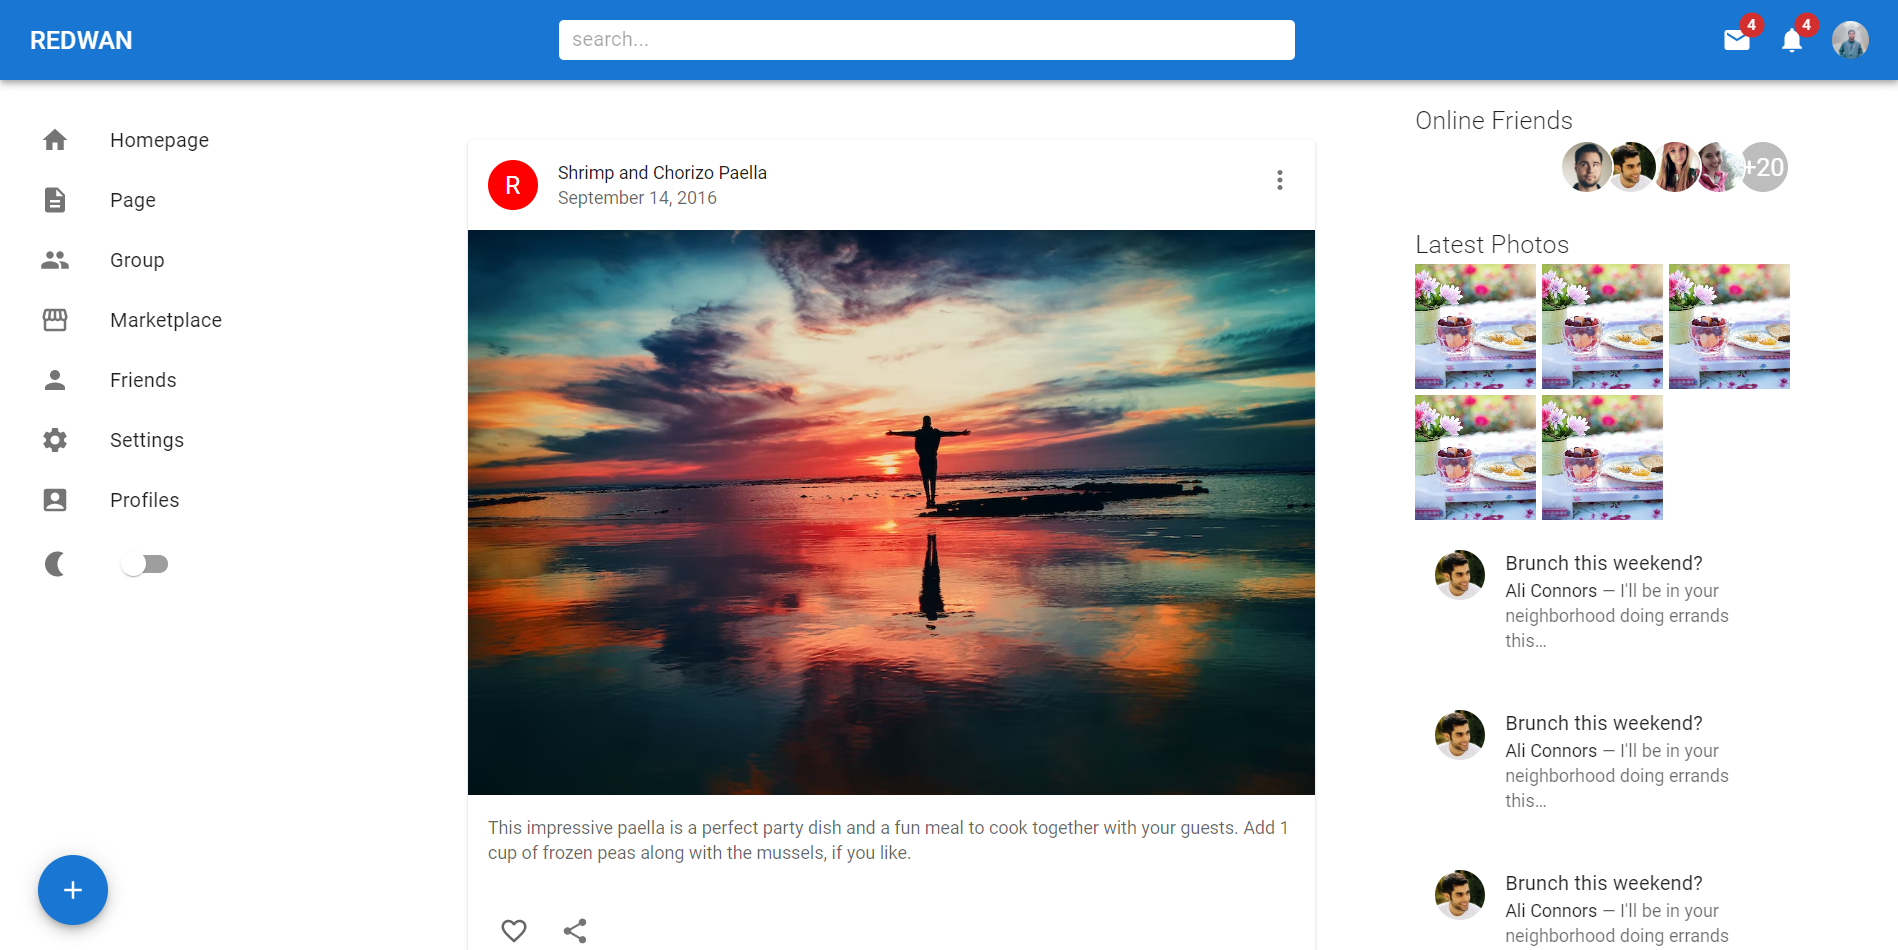 REDWAN
search...
4
4
Homepage
Page
Group
Marketplace
Friends
Settings
Profiles
R
Shrimp and Chorizo Paella
September 14, 2016
This impressive paella is a perfect party dish and a fun meal to cook together with your guests. Add 1
cup of frozen peas along with the mussels, if you like.
Online Friends
+20
Latest Photos
Brunch this weekend?
Ali Connors — I'll be in your
neighborhood doing errands
this…
Brunch this weekend?
Ali Connors — I'll be in your
neighborhood doing errands
this…
Brunch this weekend?
Ali Connors — I'll be in your
neighborhood doing errands